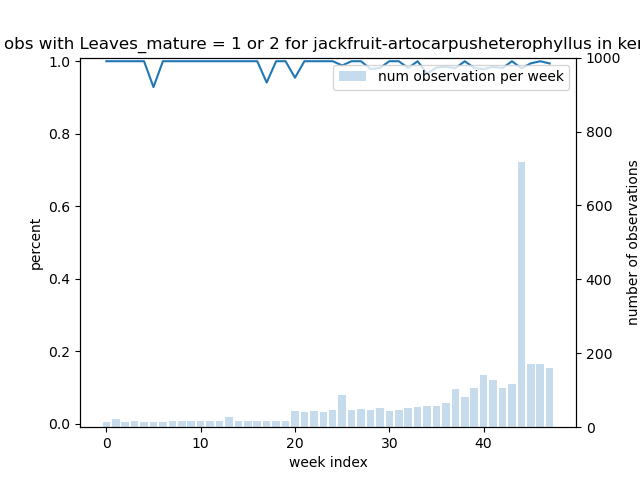 obs with Leaves_mature = 1 or 2 for jackfruit-artocarpusheterophyllus in
num observation per week
1.0
0.8
0.6
0.4
0.2
0.0
percent
1000
800
600
400
200
0
number of observations
0 10 20 30 40
week index